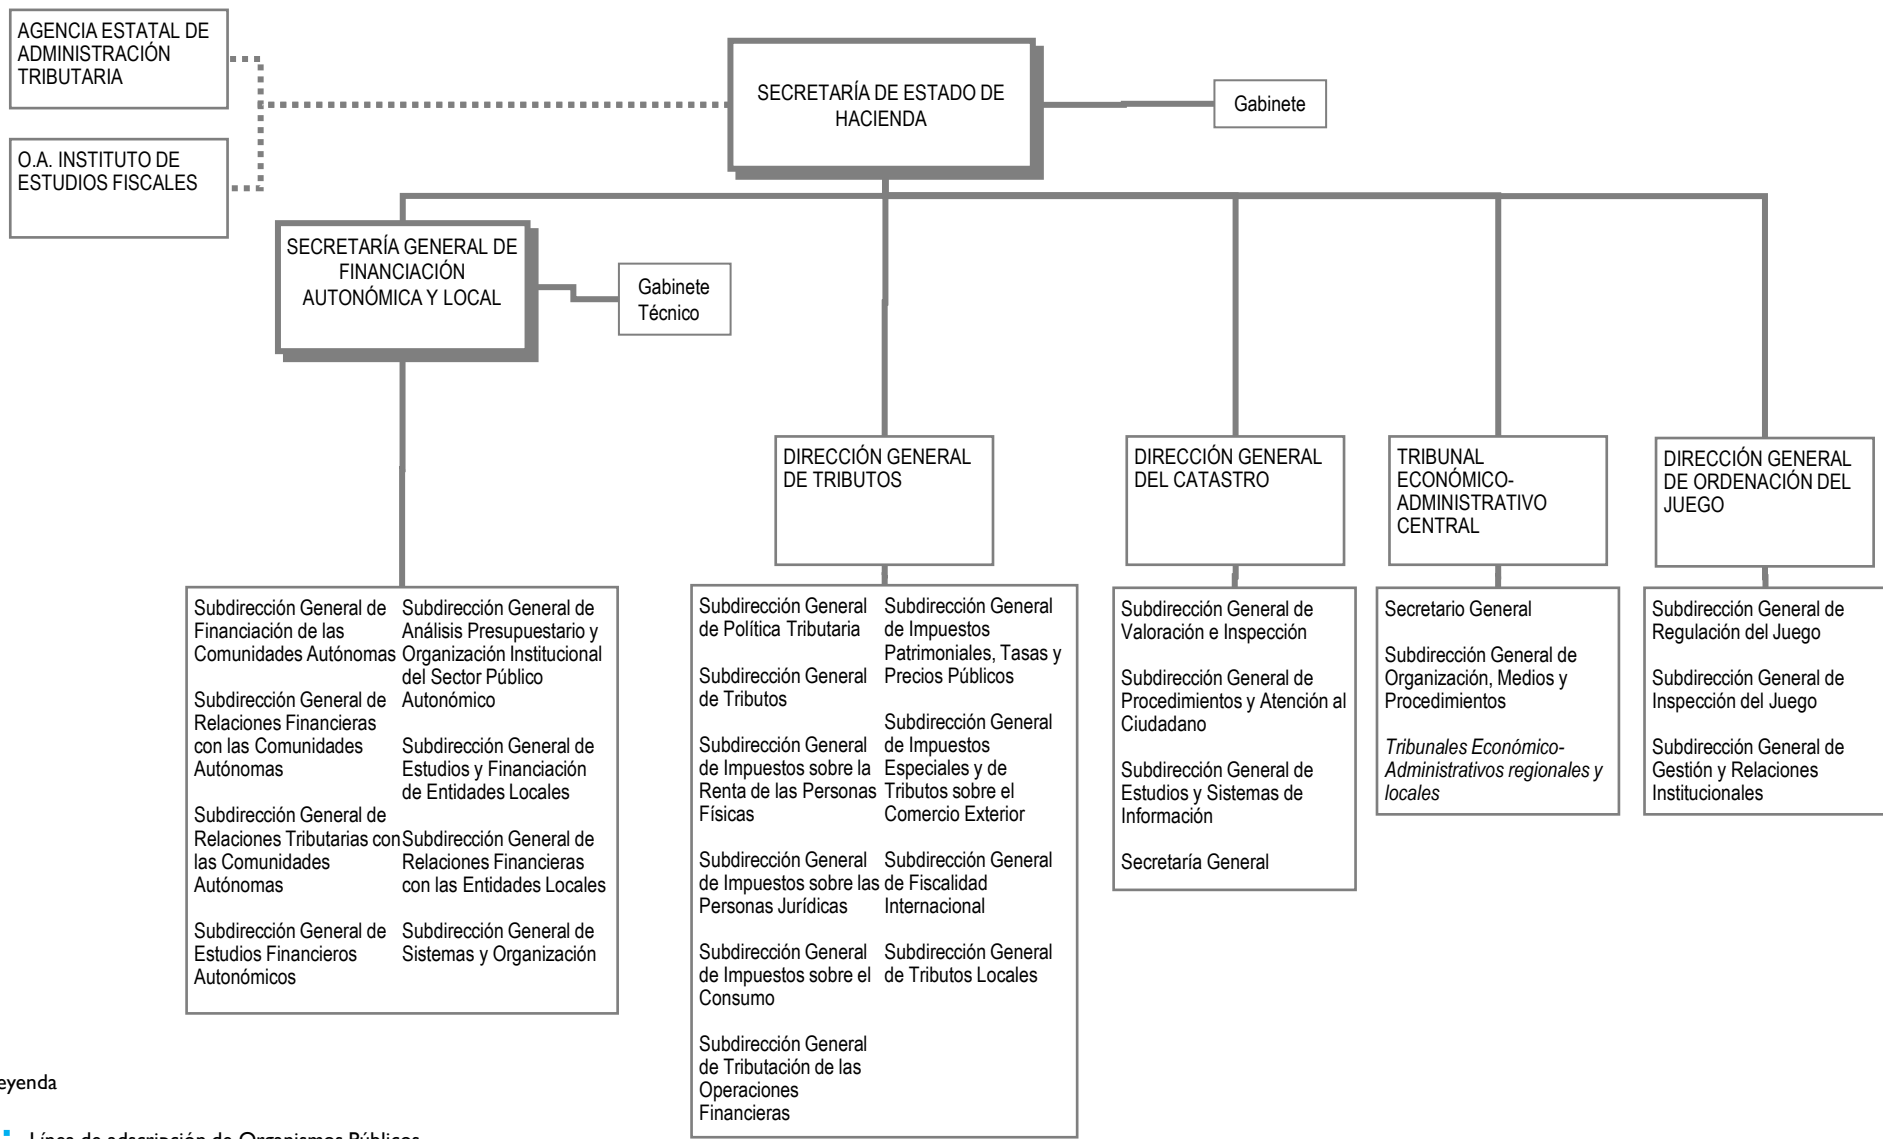 AGENCIA ESTATAL DE
ADMINISTRACIÓN
TRIBUTARIA
O.A. INSTITUTO DE
ESTUDIOS FISCALES
SECRETARÍA DE ESTADO DE
HACIENDA
Gabinete
SECRETARÍA GENERAL DE
FINANCIACIÓN
AUTONÓMICA Y LOCAL
Gabinete
Técnico
DIRECCIÓN GENERAL
DE TRIBUTOS
DIRECCIÓN GENERAL
DEL CATASTRO
TRIBUNAL
ECONÓMICO-
ADMINISTRATIVO
CENTRAL
DIRECCIÓN GENERAL
DE ORDENACIÓN DEL
JUEGO
Subdirección General de
Financiación de las
Comunidades Autónomas
Subdirección General de
Relaciones Financieras
con las Comunidades
Autónomas
Subdirección General de
Relaciones Tributarias con
las Comunidades
Autónomas
Subdirección General de
Estudios Financieros
Autonómicos
Subdirección General de
Análisis Presupuestario y
Organización Institucional
del Sector Público
Autonómico
Subdirección General de
Estudios y Financiación
de Entidades Locales
Subdirección General de
Relaciones Financieras
con las Entidades Locales
Subdirección General de
Sistemas y Organización
Subdirección General
de Política Tributaria
Subdirección General
de Tributos
Subdirección General
de Impuestos sobre la
Renta de las Personas
Físicas
Subdirección General
de Impuestos sobre las
Personas Jurídicas
Subdirección General
de Impuestos sobre el
Consumo
Subdirección General
de Tributación de las
Operaciones
Financieras
Subdirección General
de Impuestos
Patrimoniales, Tasas y
Precios Públicos
Subdirección General
de Impuestos
Especiales y de
Tributos sobre el
Comercio Exterior
Subdirección General
de Fiscalidad
Internacional
Subdirección General
de Tributos Locales
Subdirección General de
Valoración e Inspección
Subdirección General de
Procedimientos y Atención al
Ciudadano
Subdirección General de
Estudios y Sistemas de
Información
Secretaría General
Secretario General
Subdirección General de
Organización, Medios y
Procedimientos
Tribunales Económico-
Administrativos regionales y
locales
Subdirección General de
Regulación del Juego
Subdirección General de
Inspección del Juego
Subdirección General de
Gestión y Relaciones
Institucionales
eyenda
Línea de adscripción de Organismos Públicos